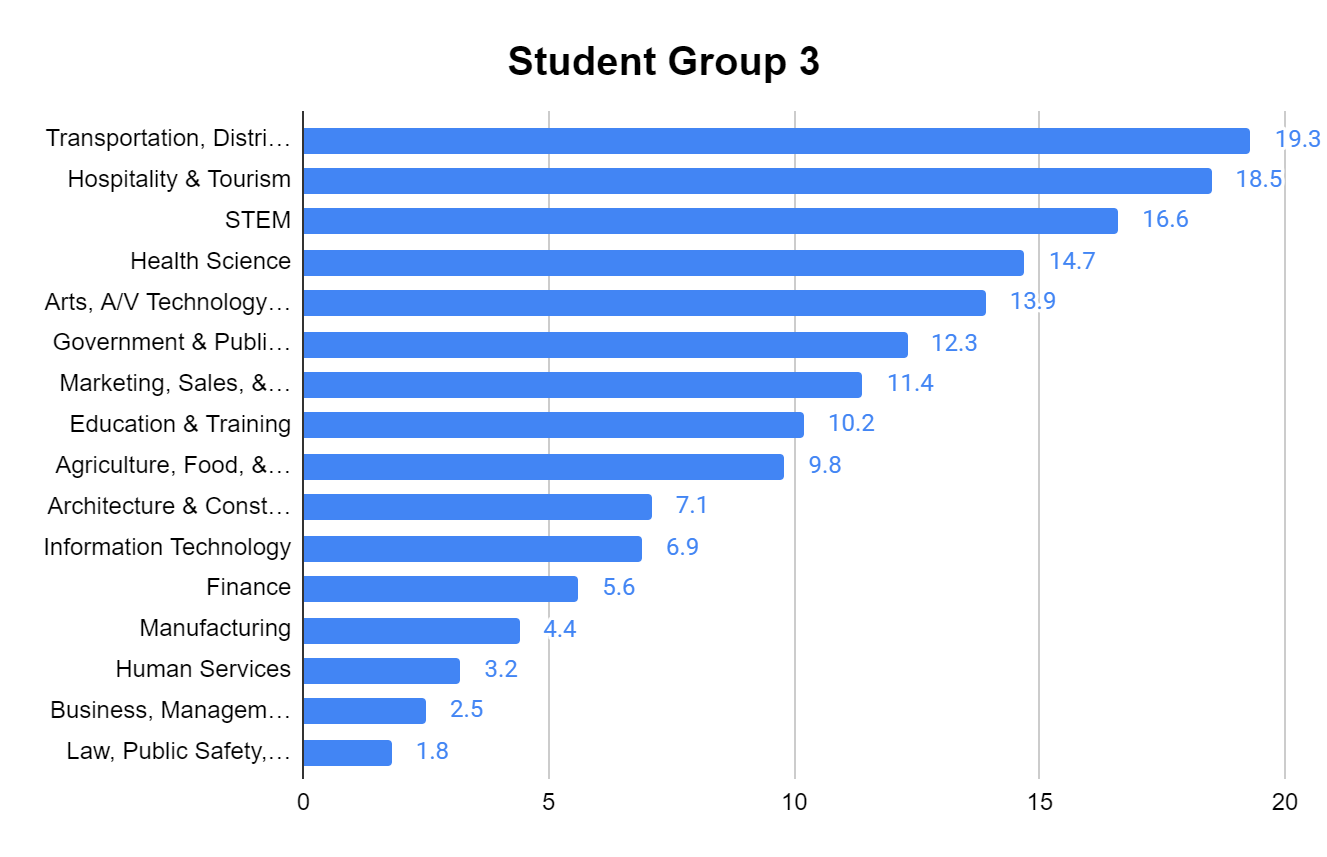 Student Group 3
Transportation, Distri… 19.3
Hospitality & Tourism 18.5
STEM 16.6
Health Science 14.7
Arts, A/V Technology… 13.9
Government & Publi… 12.3
Marketing, Sales, &… 11.4
Education & Training 10.2
Agriculture, Food, &… 9.8
Architecture & Const… 7.1
Information Technology 6.9
Finance 5.6
Manufacturing 4.4
Human Services 3.2
Business, Managem… 2.5
Law, Public Safety,… 1.8
0 5 10 15 20